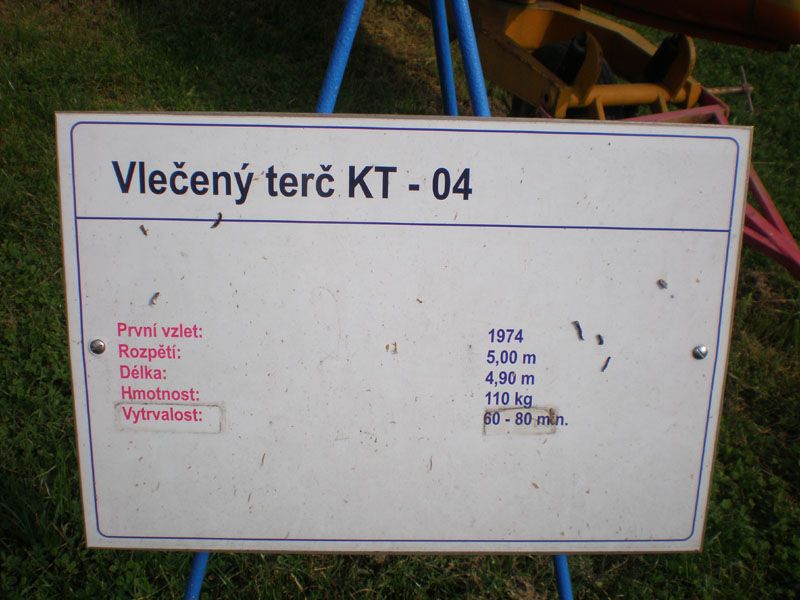 Vlečený terč KT - 04
První vzlet: 1974
Rozpětí: 5,00 m
Délka: 4,90 m
Hmotnost: 110 kg
Vytrvalost: 60 - 80 min.